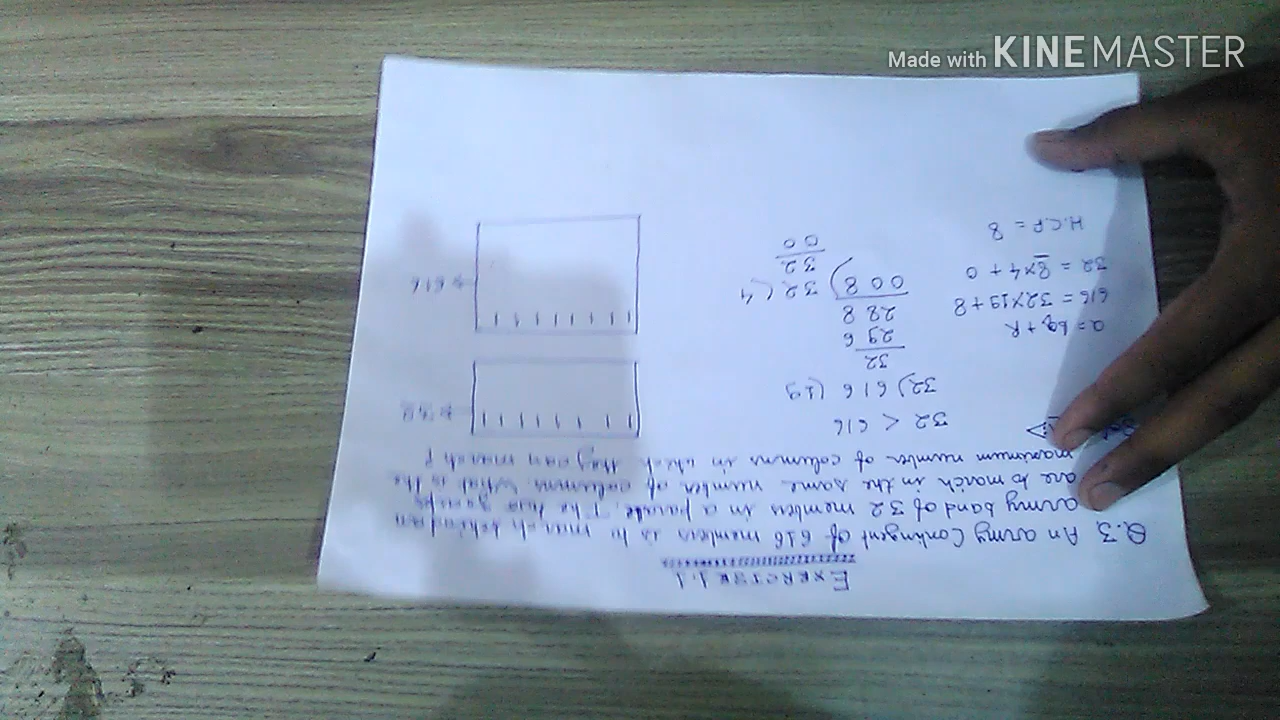 Made with KINEMASTER
EXERCISE 1.1
Q.3 An army Contingent of 616 members is to march behind an
army band of 32 members in a parade. The two groups
are to march in the same number of columns. What is the
maximum number of columns in which they can march?
32 < 616
32) 616 (19
32
296
288
008) 32 (4
32
00
a = bq + R
616 = 32×19+8
32 = 8×4+0
H.C.F = 8
→ 32
→ 616